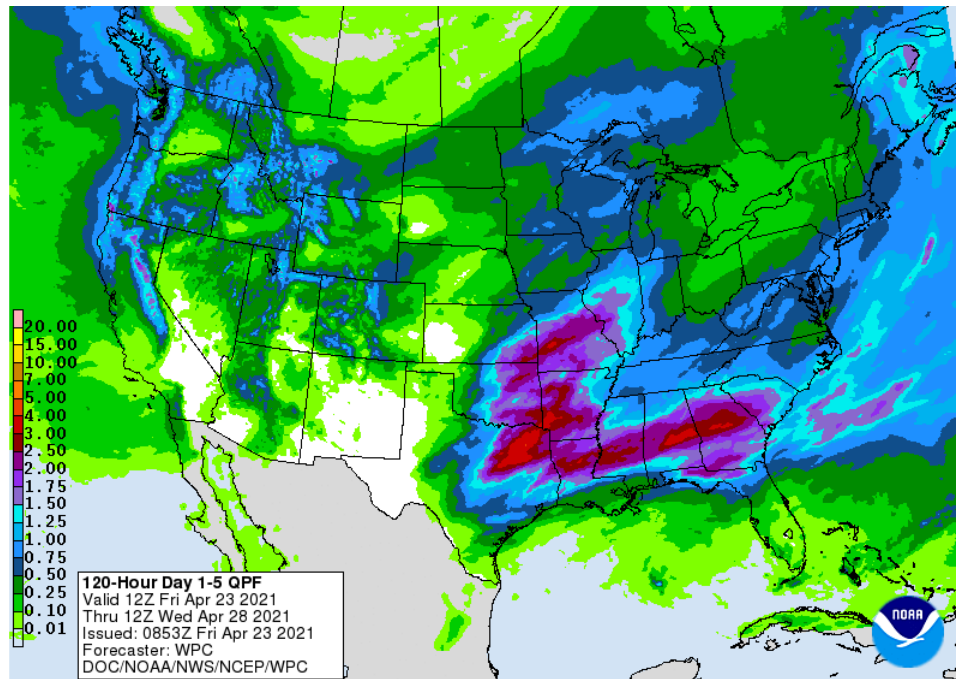 20.00
15.00
10.00
7.00
5.00
4.00
3.00
2.50
2.00
1.75
1.50
1.25
1.00
0.75
0.50
0.25
0.10
0.01
120-Hour Day 1-5 QPF
Valid 12Z Fri Apr 23 2021
Thru 12Z Wed Apr 28 2021
Issued: 0853Z Fri Apr 23 2021
Forecaster: WPC
DOC/NOAA/NWS/NCEP/WPC
NOAA